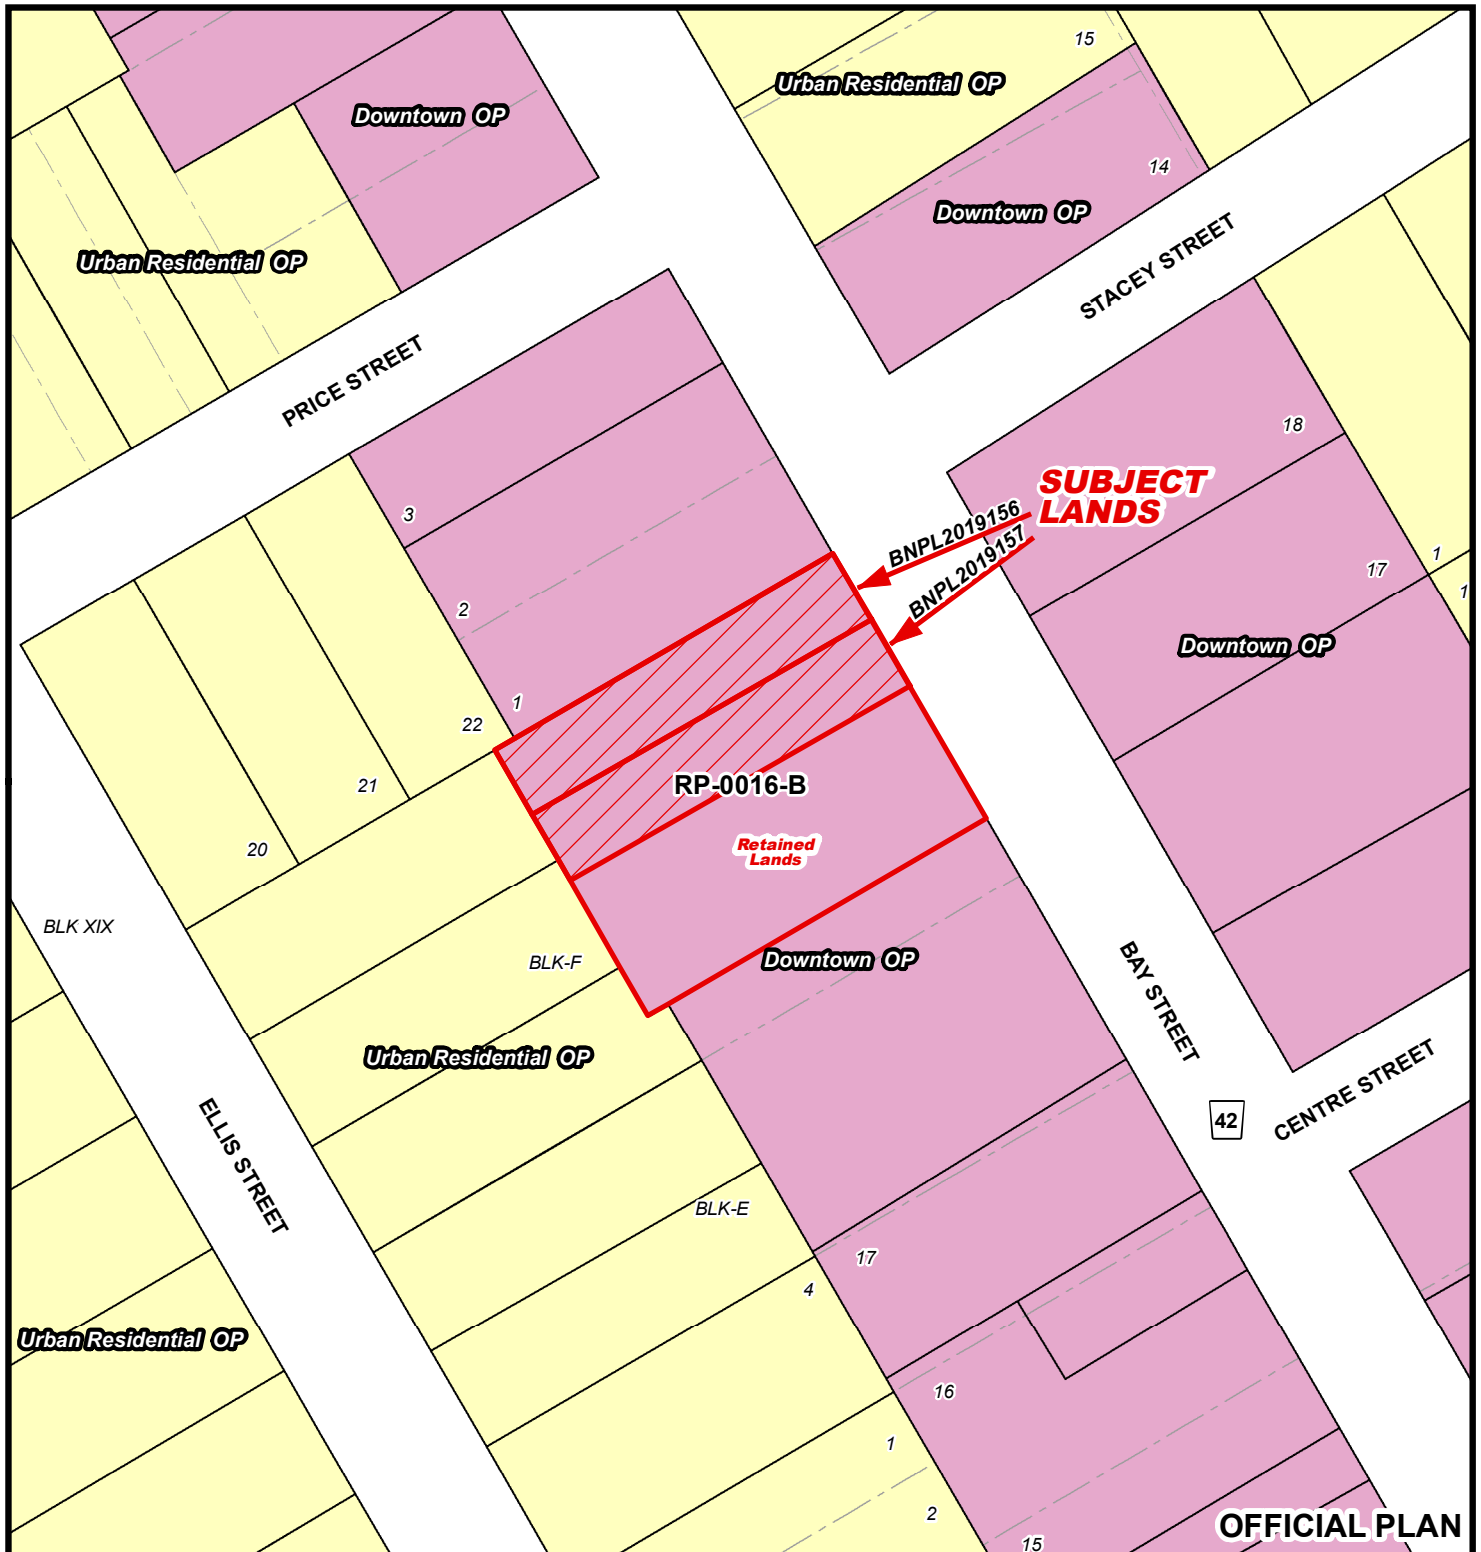 15
Urban Residential OP
Downtown OP
14
Downtown OP
STACEY STREET
Urban Residential OP
PRICE STREET
18
SUBJECT
LANDS
3
BNPL2019156
BNPL2019157
1
17
1
2
Downtown OP
1
22
21
RP-0016-B
Retained
Lands
20
BLK XIX
BLK-F
Downtown OP
BAY STREET
Urban Residential OP
CENTRE STREET
42
ELLIS STREET
BLK-E
17
4
Urban Residential OP
16
1
2
OFFICIAL PLAN
15